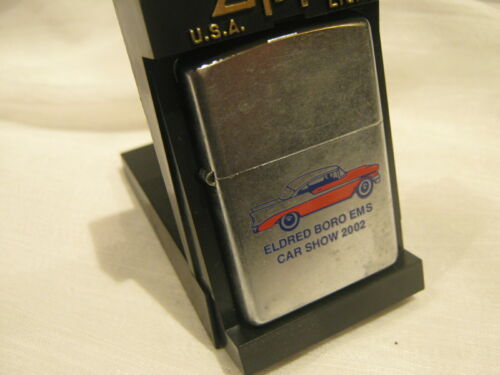 U.S.A.
ELDRED BORO EMS
CAR SHOW 2002